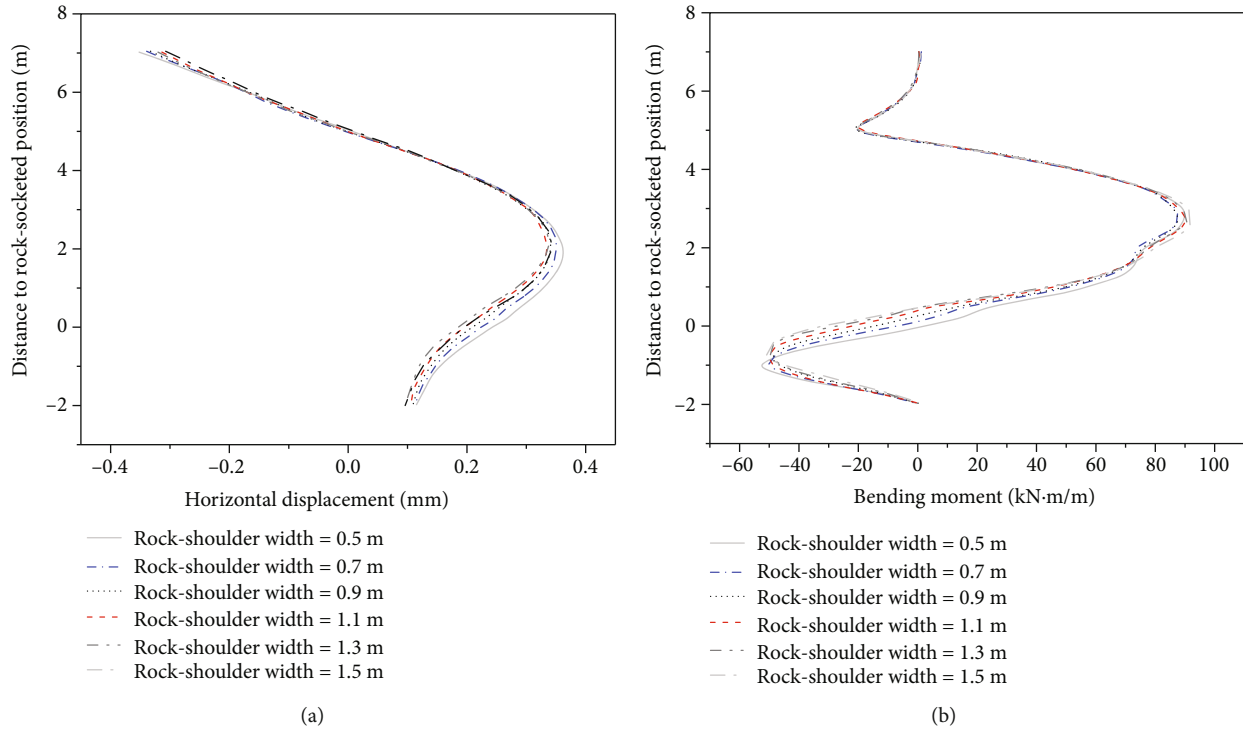 8
6
4
2
0
−2
Distance to rock-socketed position (m)
−0.4
−0.2
0.0
0.2
0.4
Horizontal displacement (mm)
Rock-shoulder width = 0.5 m
Rock-shoulder width = 0.7 m
Rock-shoulder width = 0.9 m
Rock-shoulder width = 1.1 m
Rock-shoulder width = 1.3 m
Rock-shoulder width = 1.5 m
(a)
8
6
4
2
0
−2
Distance to rock-socketed position (m)
−60
−40
−20
0
20
40
60
80
100
Bending moment (kN·m/m)
Rock-shoulder width = 0.5 m
Rock-shoulder width = 0.7 m
Rock-shoulder width = 0.9 m
Rock-shoulder width = 1.1 m
Rock-shoulder width = 1.3 m
Rock-shoulder width = 1.5 m
(b)